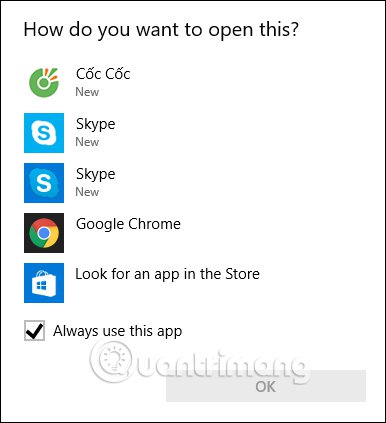 How do you want to open this?
Cốc Cốc
New
Skype
New
Skype
New
Google Chrome
Look for an app in the Store
Always use this app
Quantrimang
OK